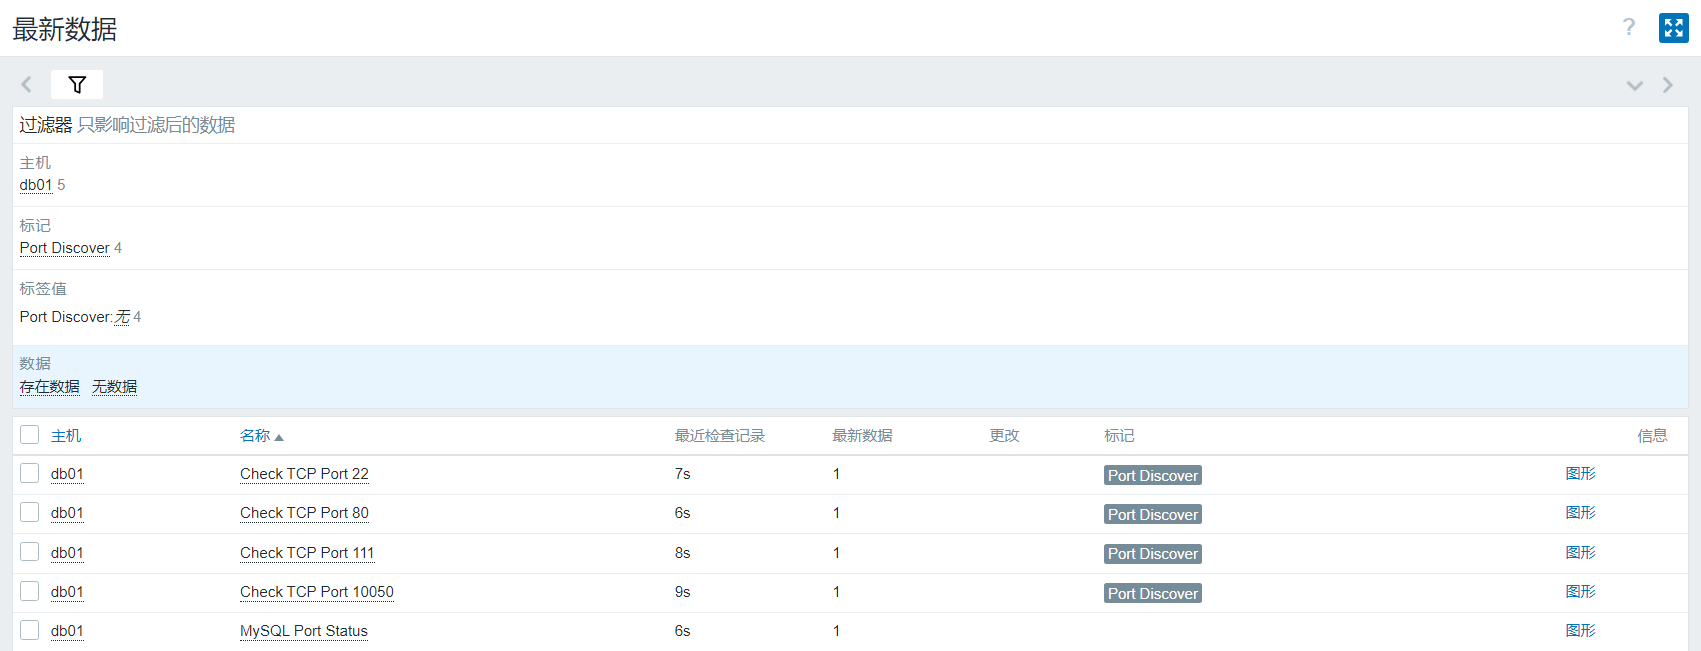 最新数据
?
过滤器 只影响过滤后的数据
主机
db01 5
标记
Port Discover 4
标签值
Port Discover:无 4
数据
存在数据 无数据
主机 名称 最近检查记录 最新数据 更改 标记 信息
db01 Check TCP Port 22 7s 1 Port Discover 图形
db01 Check TCP Port 80 6s 1 Port Discover 图形
db01 Check TCP Port 111 8s 1 Port Discover 图形
db01 Check TCP Port 10050 9s 1 Port Discover 图形
db01 MySQL Port Status 6s 1 图形